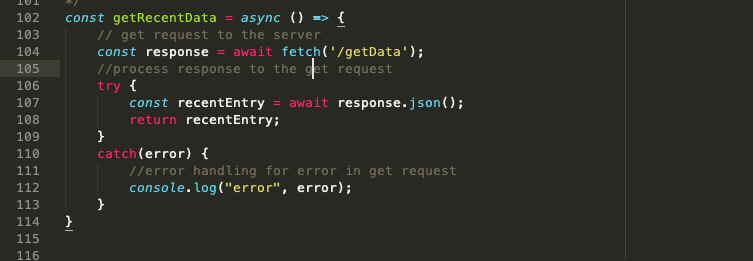 101 */
102 const getRecentData = async () => {
103 // get request to the server
104 const response = await fetch('/getData');
105 //process response to the get request
106 try {
107 const recentEntry = await response.json();
108 return recentEntry;
109 }
110 catch(error) {
111 //error handling for error in get request
112 console.log("error", error);
113 }
114 }
115
116